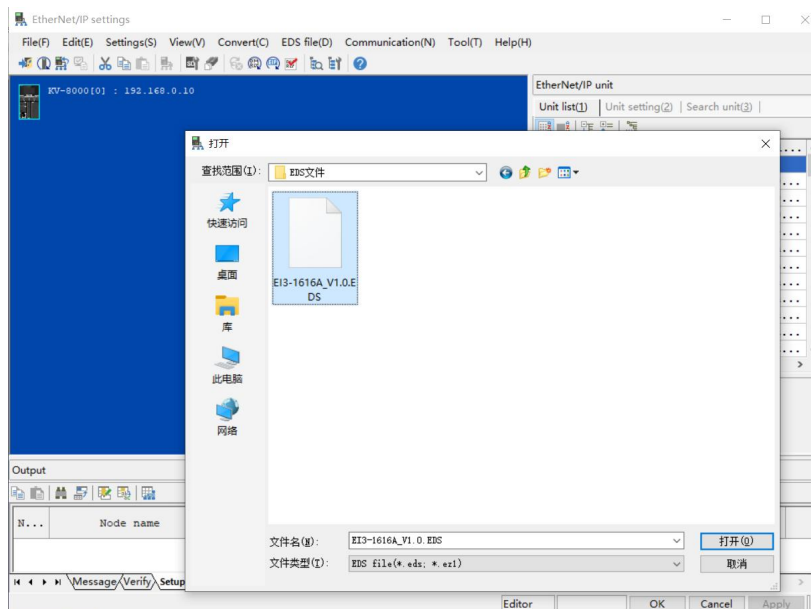 EtherNet/IP settings
File(F) Edit(E) Settings(S) View(V) Convert(C) EDS file(D) Communication(N) Tool(T) Help(H)
KV-8000[0] : 192.168.0.10
EtherNet/IP unit
Unit list(1) Unit setting(2) Search unit(3)
打开
查找范围(I):
EDS文件
快速访问
桌面
库
此电脑
网络
EI3-1616A_V1.0.E
DS
Output
N... Node name
文件名(N):
EI3-1616A_V1.0.EDS
打开(O)
文件类型(T):
EDS file(*.eds; *.ez1)
取消
Message Verify Setup
Editor OK Cancel Apply